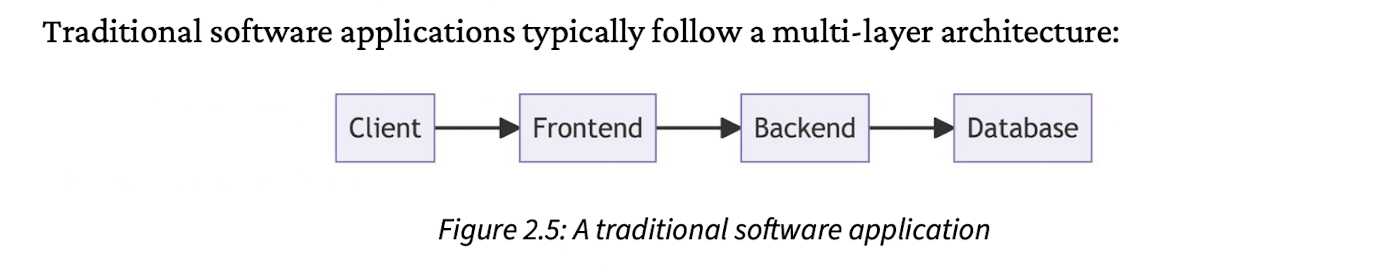 Traditional software applications typically follow a multi-layer architecture:
Client Frontend Backend Database
Figure 2.5: A traditional software application